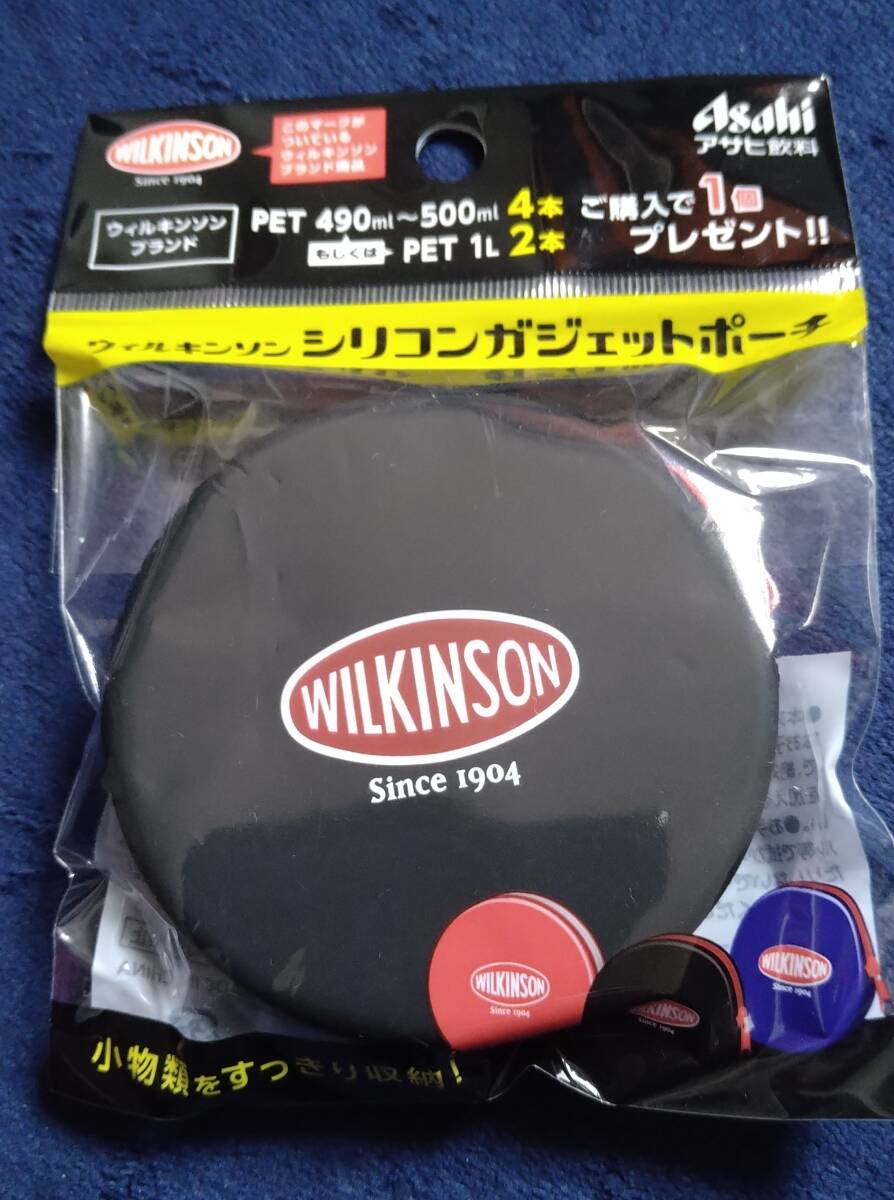 WILKINSON
Since 1904
このマークが
ついている
ウィルキンソン
ブランド商品
Asahi
アサヒ飲料
ウィルキンソン
ブランド
PET 490ml～500ml 4本
もしくは PET 1L 2本
ご購入で1個
プレゼント!!
ウィルキンソン シリコンガジェットポーチ
WILKINSON
Since 1904
WILKINSON
Since 1904
WILKINSON
Since 1904
WILKINSON
Since 1904
小物類をすっきり収納!